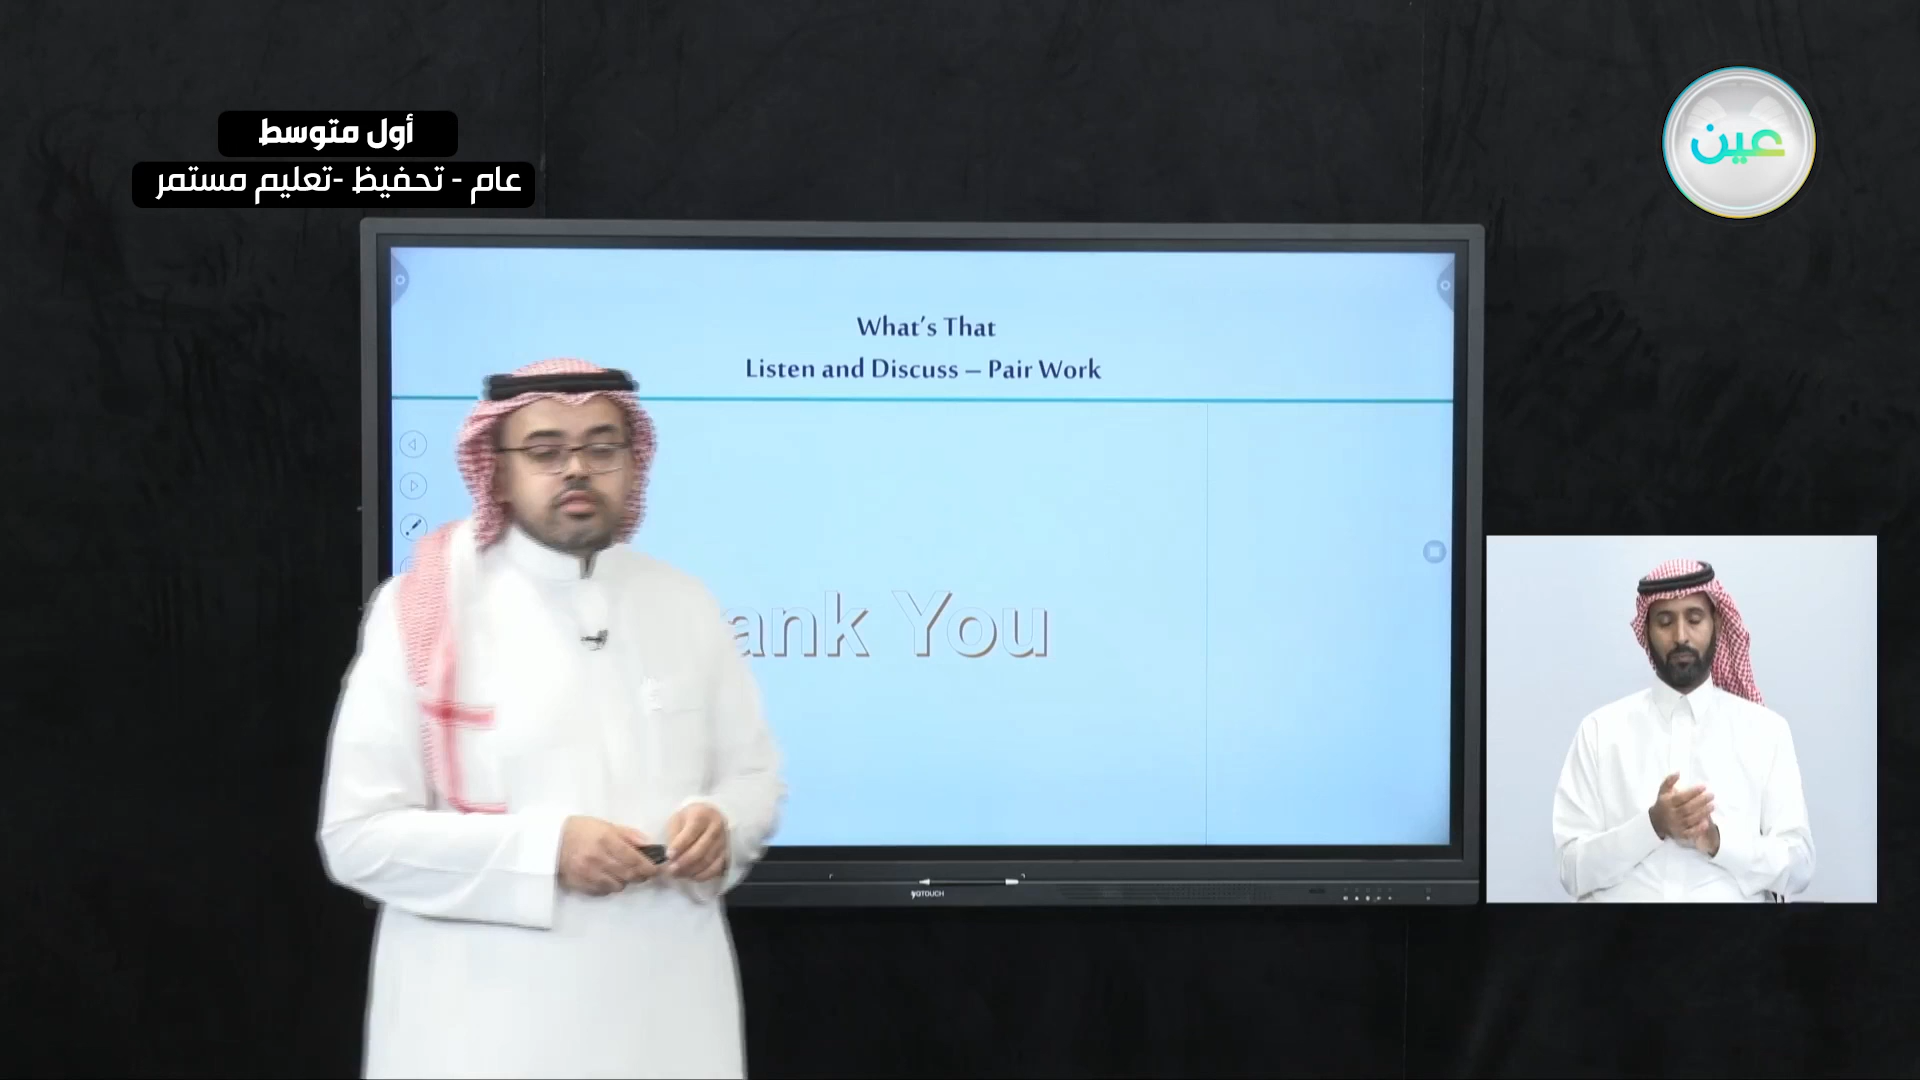 أول متوسط
عام - تحفيظ -تعليم مستمر
عين
What's That
Listen and Discuss – Pair Work
ank You